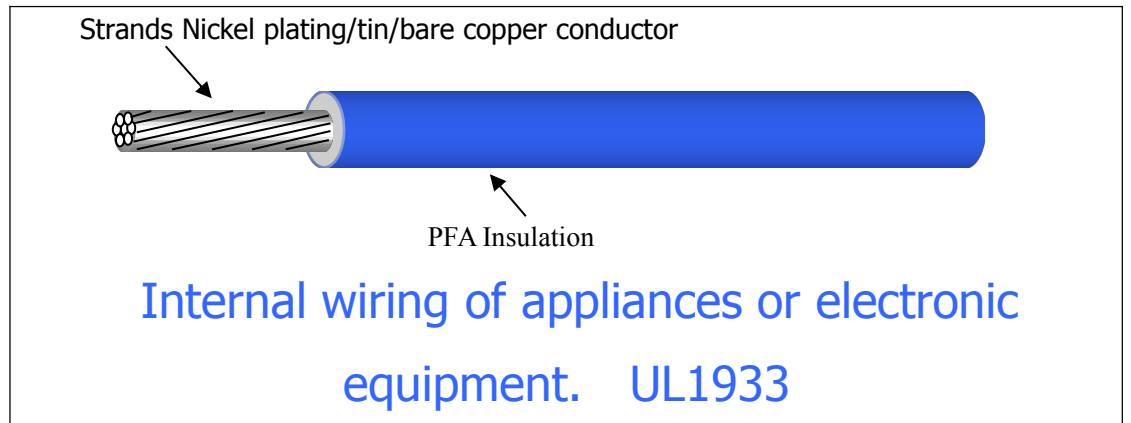 Strands Nickel plating/tin/bare copper conductor
PFA Insulation
Internal wiring of appliances or electronic
equipment. UL1933